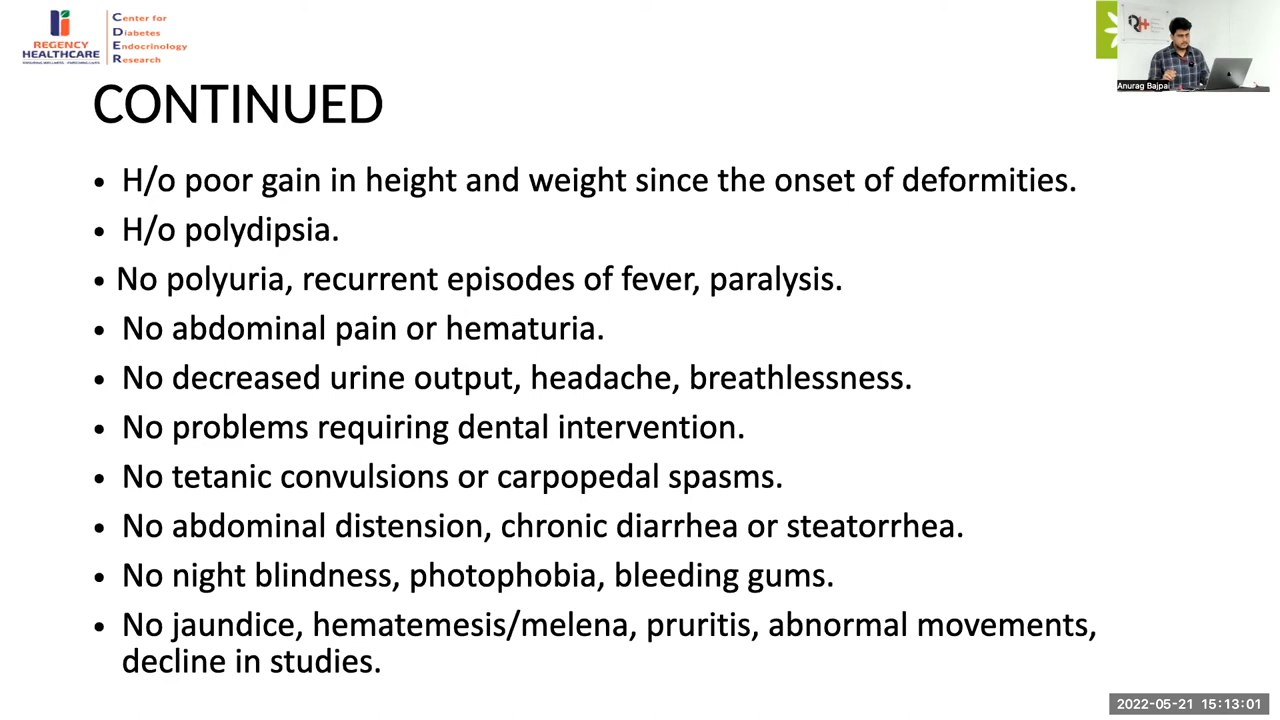 REGENCY
HEALTHCARE
Center for
Diabetes
Endocrinology
Research
RH
Anurag Bajpai
CONTINUED
• H/o poor gain in height and weight since the onset of deformities.
• H/o polydipsia.
• No polyuria, recurrent episodes of fever, paralysis.
• No abdominal pain or hematuria.
• No decreased urine output, headache, breathlessness.
• No problems requiring dental intervention.
• No tetanic convulsions or carpopedal spasms.
• No abdominal distension, chronic diarrhea or steatorrhea.
• No night blindness, photophobia, bleeding gums.
• No jaundice, hematemesis/melena, pruritis, abnormal movements,
decline in studies.
2022-05-21 15:13:01